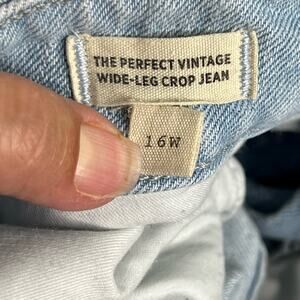 THE PERFECT VINTAGE
WIDE-LEG CROP JEAN
16W